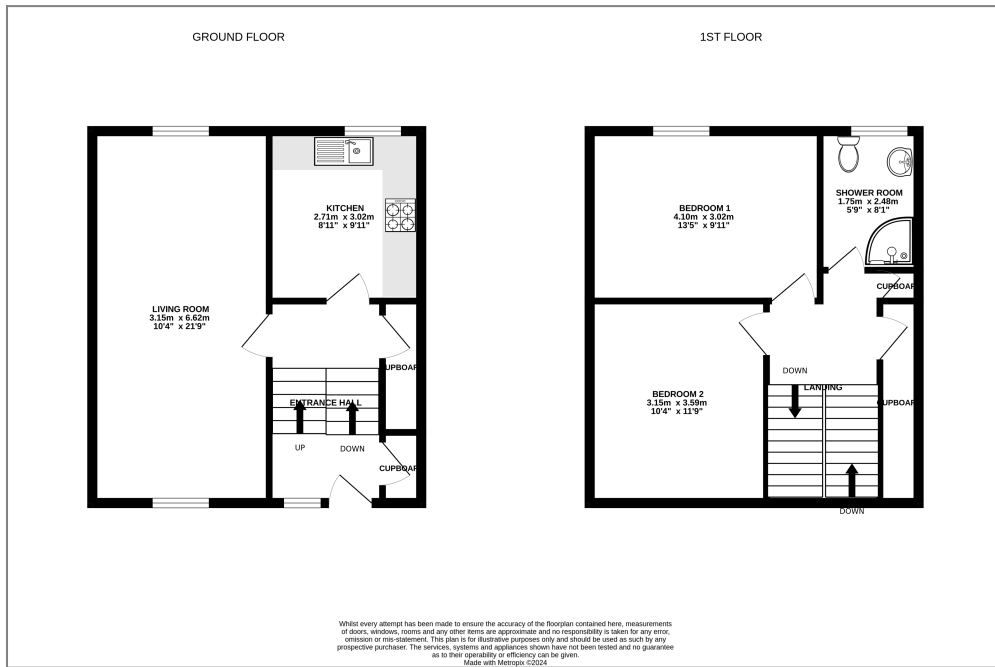 GROUND FLOOR
1ST FLOOR
KITCHEN
2.71m x 3.02m
8'11" x 9'11"
LIVING ROOM
3.15m x 6.62m
10'4" x 21'9"
UPBOAR
ENTRANCE HALL
UP
DOWN
CUPBOAR
BEDROOM 1
4.10m x 3.02m
13'5" x 9'11"
SHOWER ROOM
1.75m x 2.48m
5'9" x 8'1"
CUPBOAR
DOWN
LANDING
BEDROOM 2
3.15m x 3.59m
10'4" x 11'9"
CUPBOAR
DOWN
Whilst every attempt has been made to ensure the accuracy of the floorplan contained here, measurements
of doors, windows, rooms and any other items are approximate and no responsibility is taken for any error,
omission or mis-statement. This plan is for illustrative purposes only and should be used as such by any
prospective purchaser. The services, systems and appliances shown have not been tested and no guarantee
as to their operability or efficiency can be given.
Made with Metropix ©2024